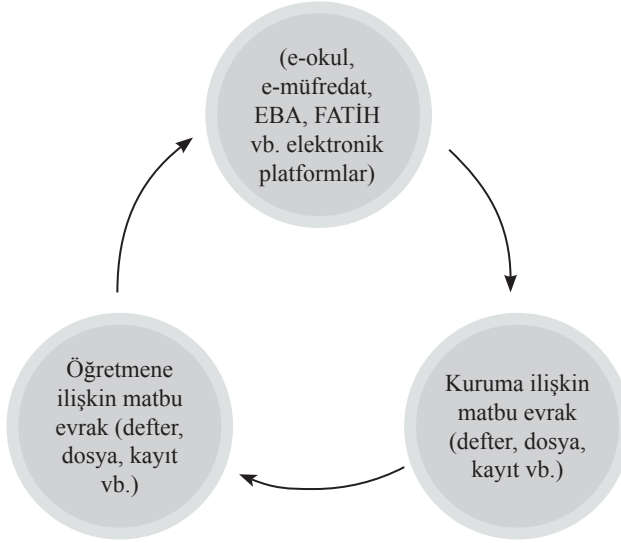 (e-okul,
e-müfredat,
EBA, FATİH
vb. elektronik
platformlar)
Öğretmene
ilişkin matbu
evrak (defter,
dosya, kayıt
vb.)
Kuruma ilişkin
matbu evrak
(defter, dosya,
kayıt vb.)